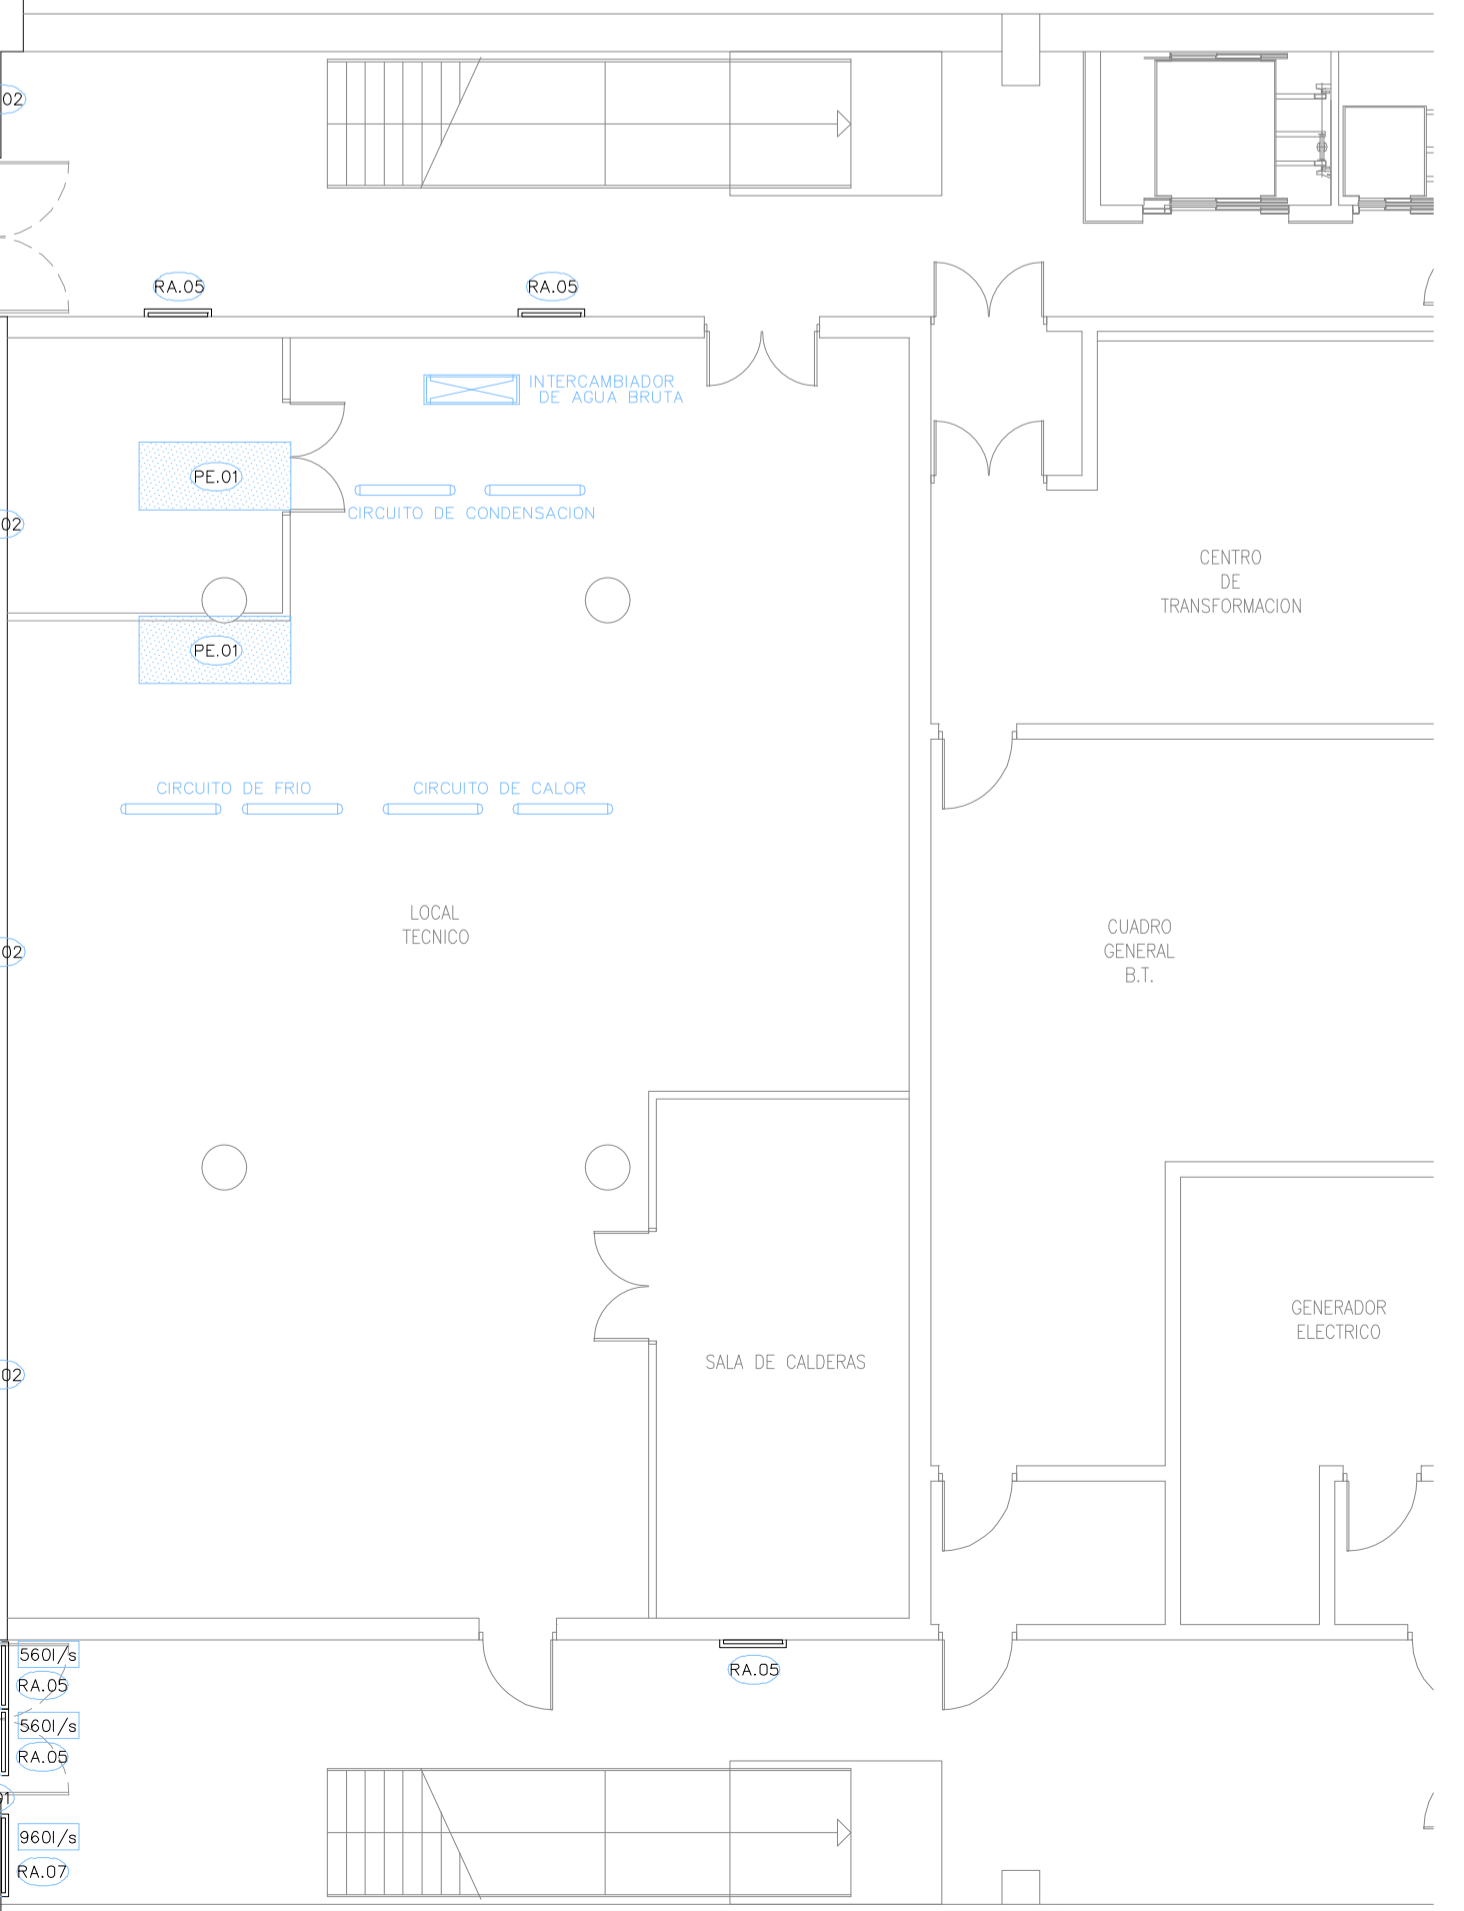 02
RA.05
RA.05
INTERCAMBIADOR
DE AGUA BRUTA
PE.01
CIRCUITO DE CONDENSACION
02
CENTRO
DE
TRANSFORMACION
PE.01
CIRCUITO DE FRIO
CIRCUITO DE CALOR
LOCAL
TECNICO
CUADRO
GENERAL
B.T.
02
GENERADOR
ELECTRICO
SALA DE CALDERAS
02
560l/s
RA.05
RA.05
560l/s
RA.05
01
960l/s
RA.07